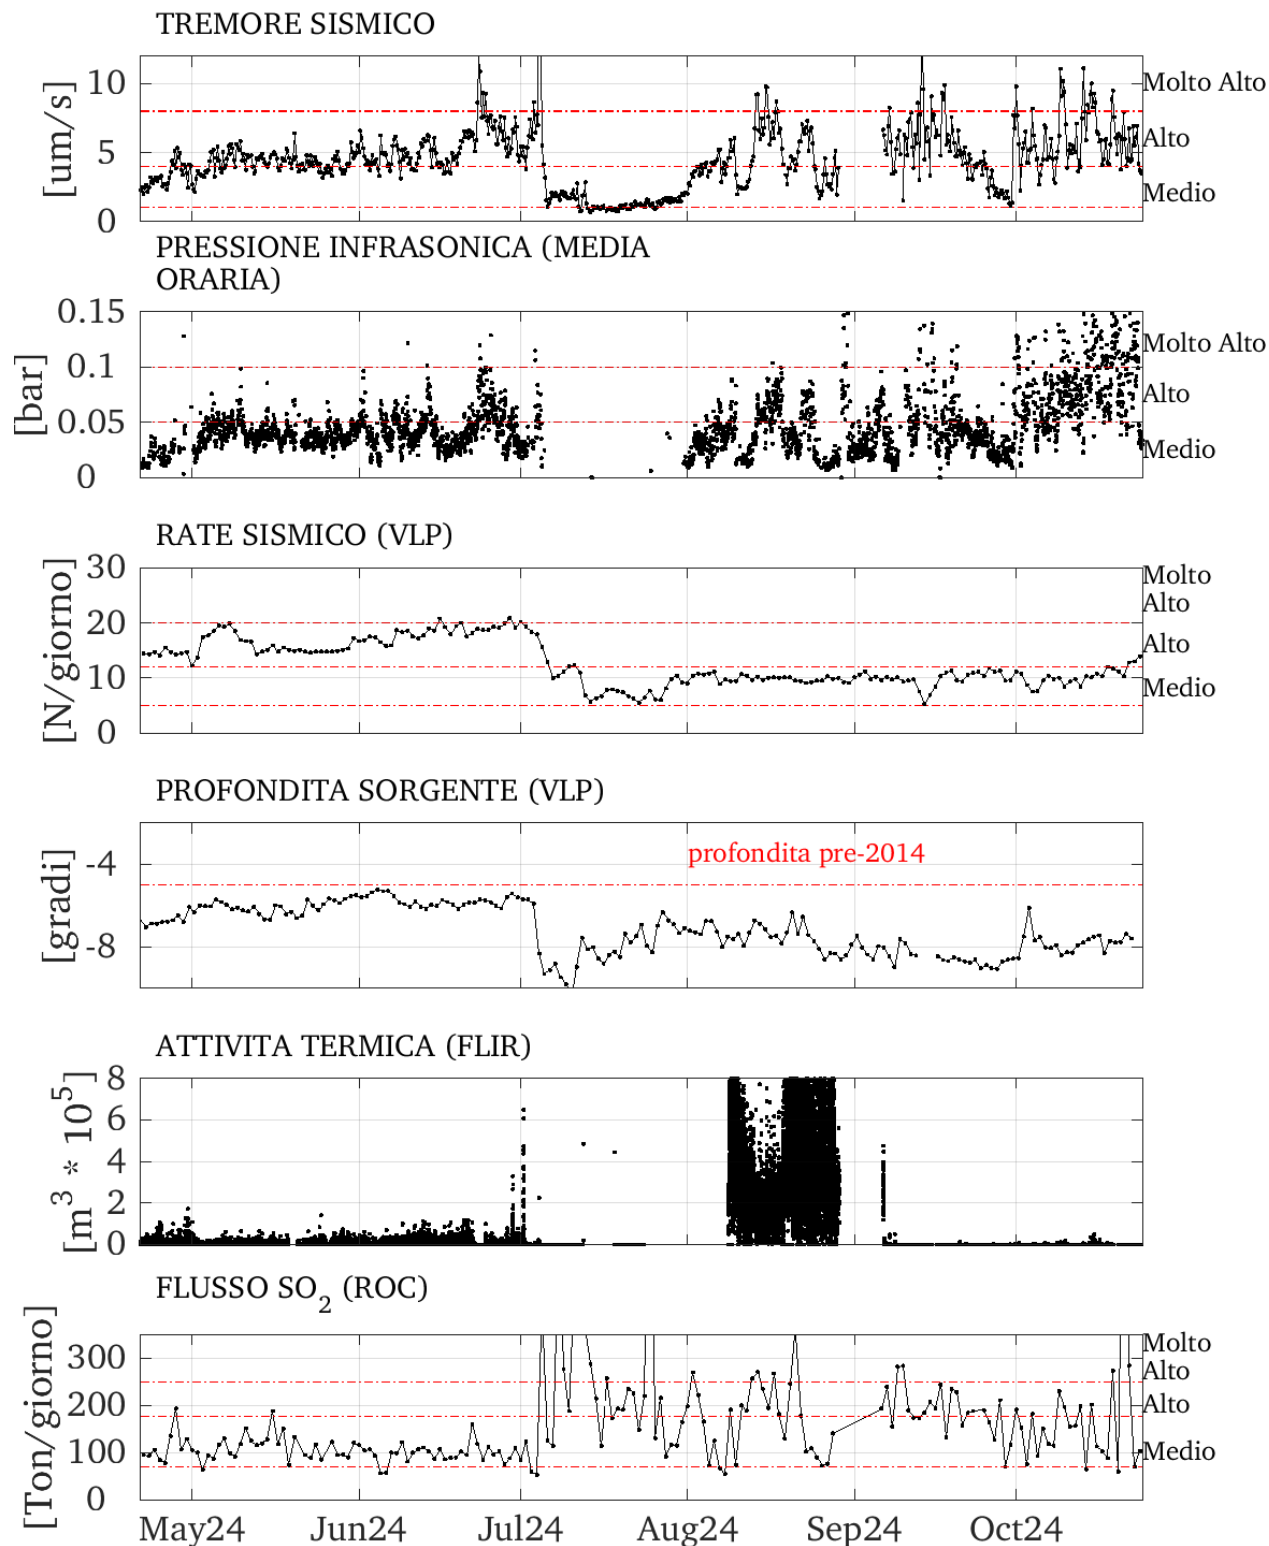 TREMORE SISMICO
[um/s]
10
5
0
Molto Alto
Alto
Medio
PRESSIONE INFRASONICA (MEDIA
ORARIA)
[bar]
0.15
0.1
0.05
0
Molto Alto
Alto
Medio
RATE SISMICO (VLP)
[N/giorno]
30
20
10
0
Molto
Alto
Alto
Medio
PROFONDITA SORGENTE (VLP)
[gradi]
-4
-8
profondita pre-2014
ATTIVITA TERMICA (FLIR)
[m³ * 10⁵]
8
6
4
2
0
FLUSSO SO₂ (ROC)
[Ton/giorno]
300
200
100
0
Molto
Alto
Alto
Medio
May24 Jun24 Jul24 Aug24 Sep24 Oct24